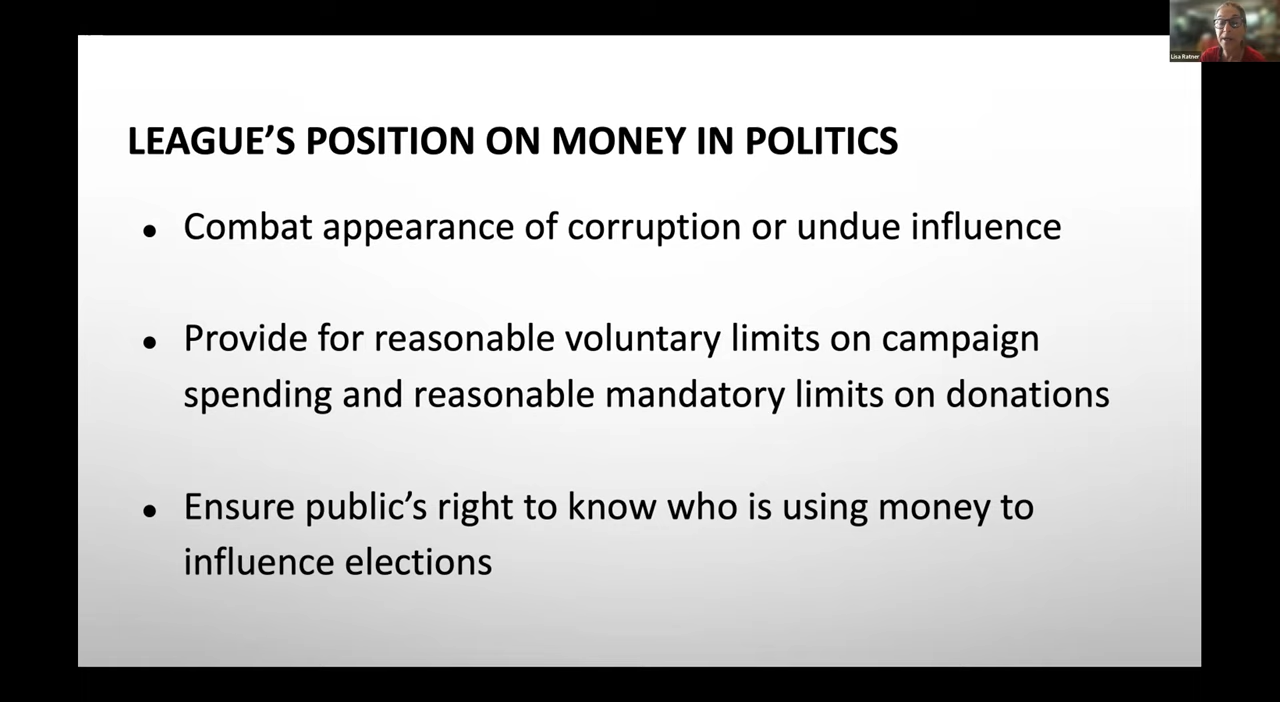 Lisa Ratner
LEAGUE’S POSITION ON MONEY IN POLITICS
• Combat appearance of corruption or undue influence
• Provide for reasonable voluntary limits on campaign
spending and reasonable mandatory limits on donations
• Ensure public’s right to know who is using money to
influence elections